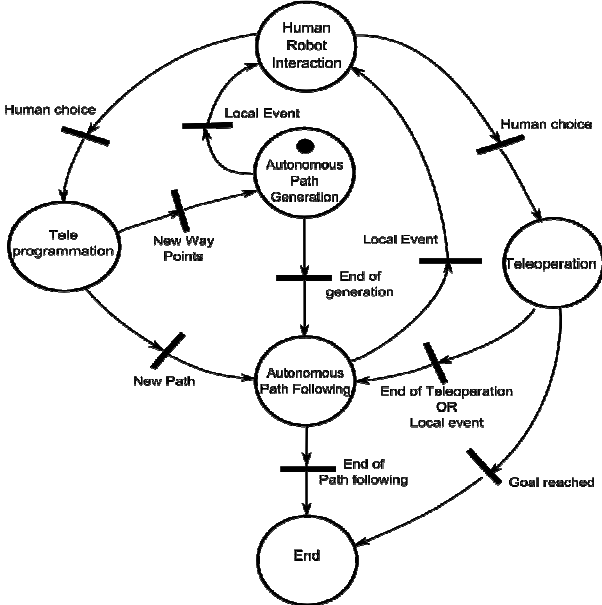 Human
Robot
Interaction
Human choice
Local Event
Human choice
Autonomous
Path
Generation
Tele
programmation
New Way
Points
Local Event
Teleoperation
End of
generation
New Path
Autonomous
Path Following
End of Teleoperation
OR
Local event
End of
Path following
Goal reached
End